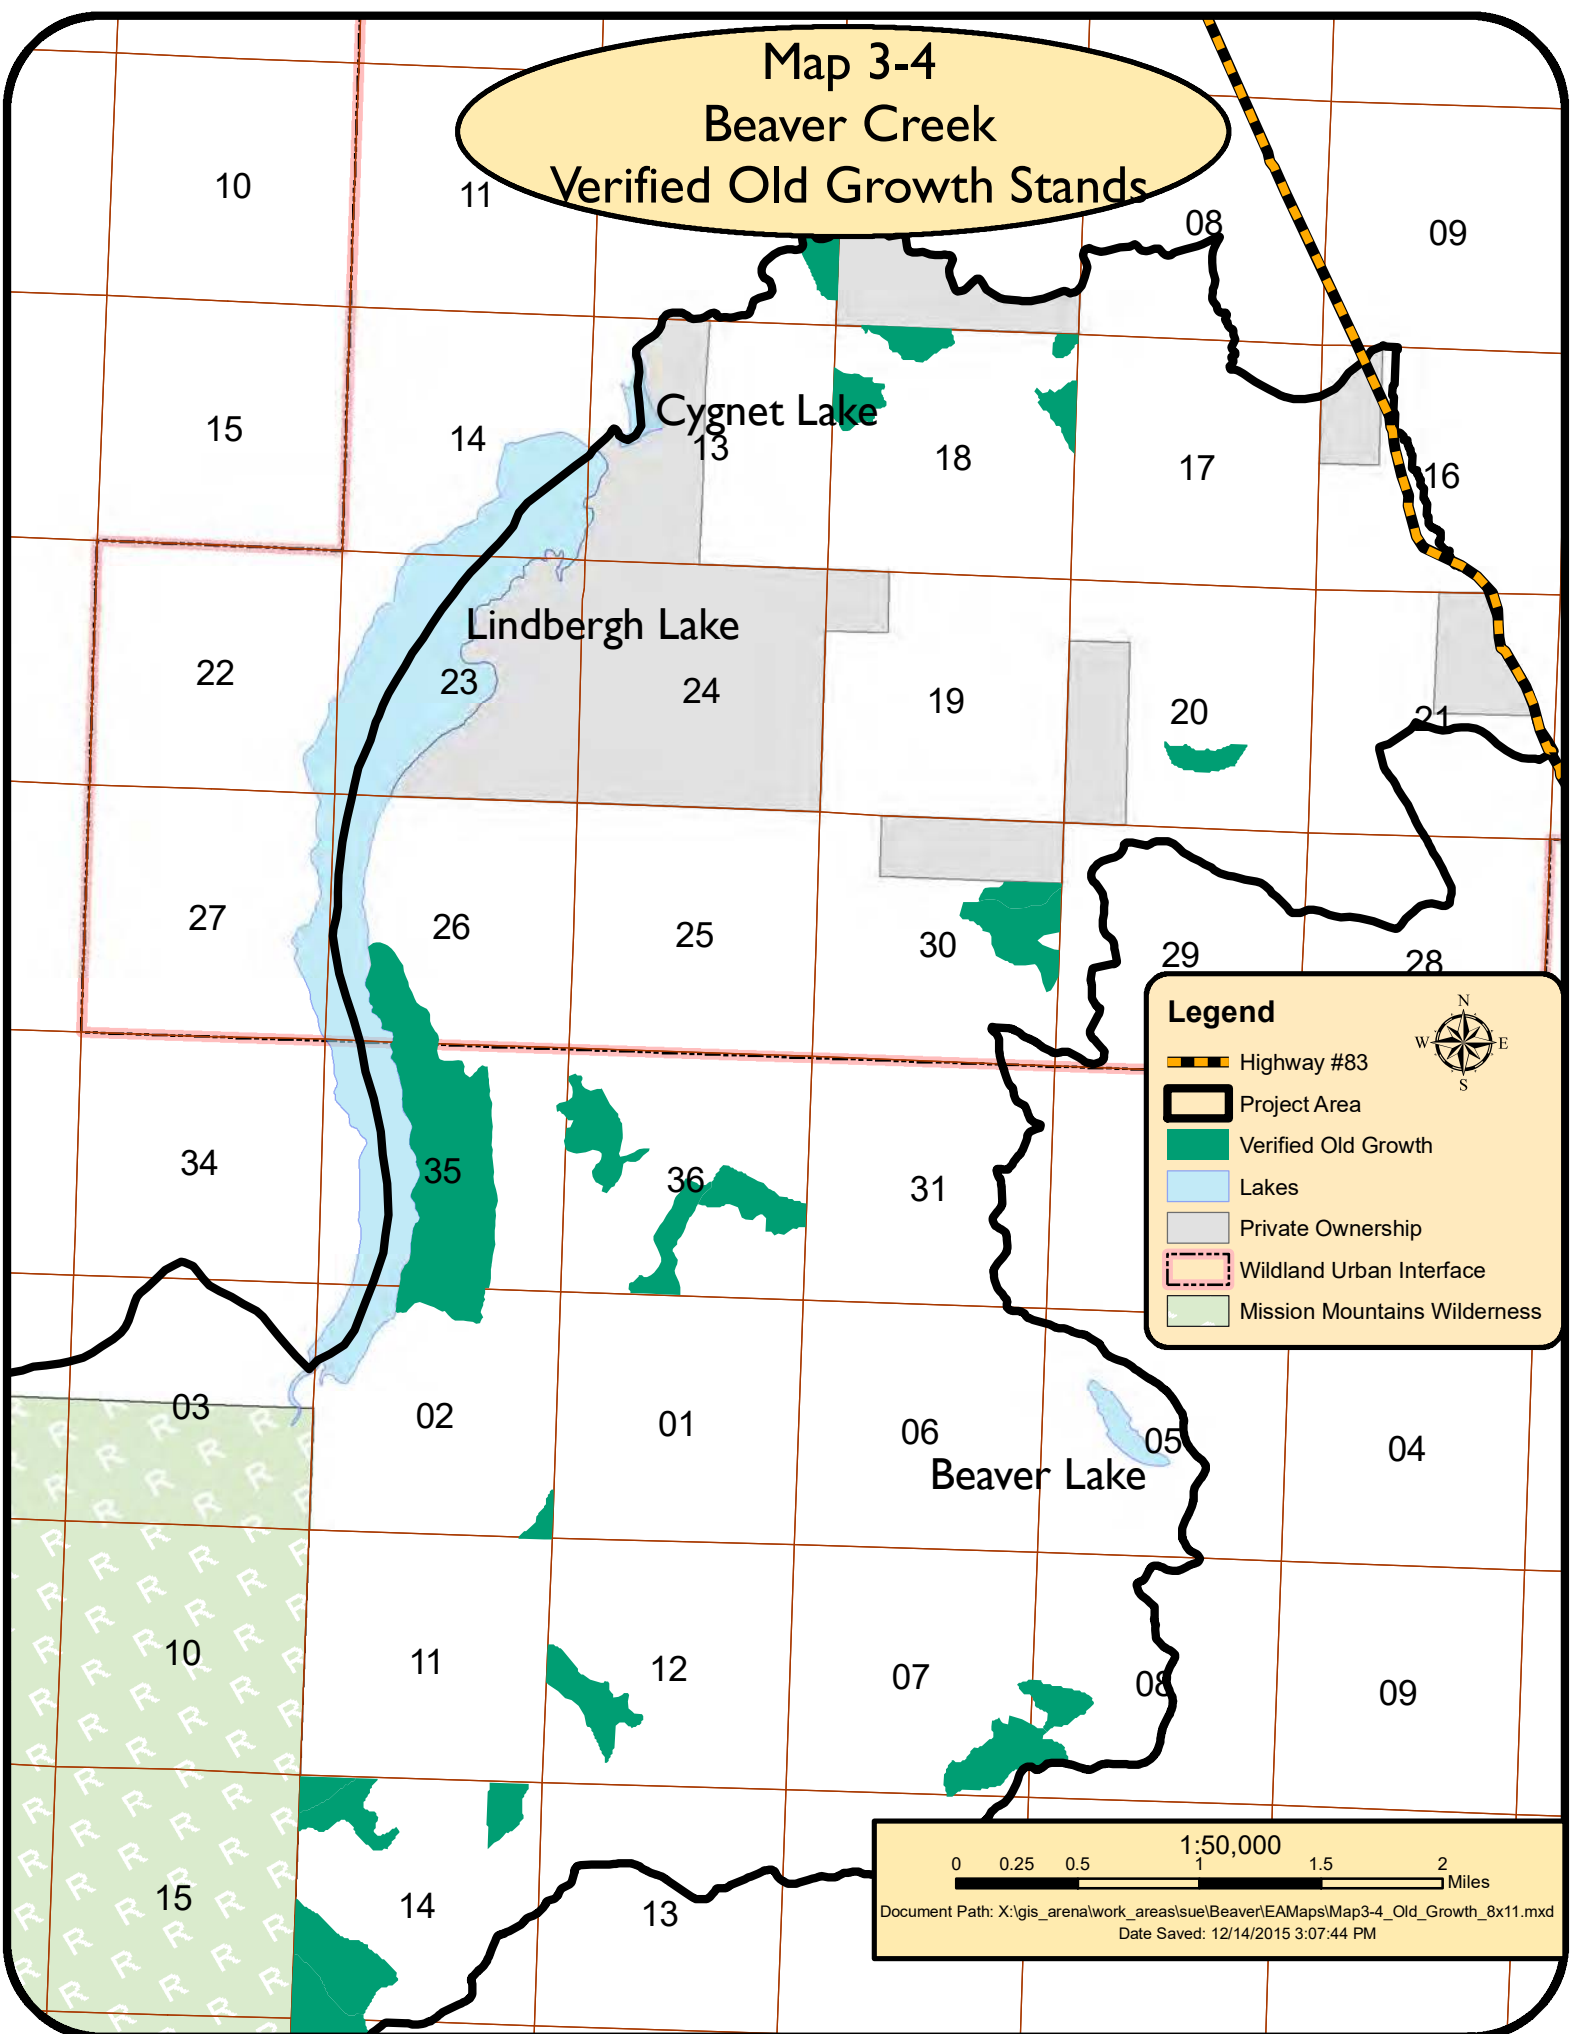 Map 3-4
Beaver Creek
Verified Old Growth Stands
10
11
08
09
15
14
Cygnet Lake
13
18
17
16
22
23
Lindbergh Lake
24
19
20
21
27
26
25
30
29
28
34
35
36
31
Legend
N
W
E
S
Highway #83
Project Area
Verified Old Growth
Lakes
Private Ownership
Wildland Urban Interface
Mission Mountains Wilderness
03
02
01
06
05
04
Beaver Lake
10
11
12
07
08
09
15
14
13
1:50,000
0 0.25 0.5 1 1.5 2
Miles
Document Path: X:\gis_arena\work_areas\sue\Beaver\EAMaps\Map3-4_Old_Growth_8x11.mxd
Date Saved: 12/14/2015 3:07:44 PM